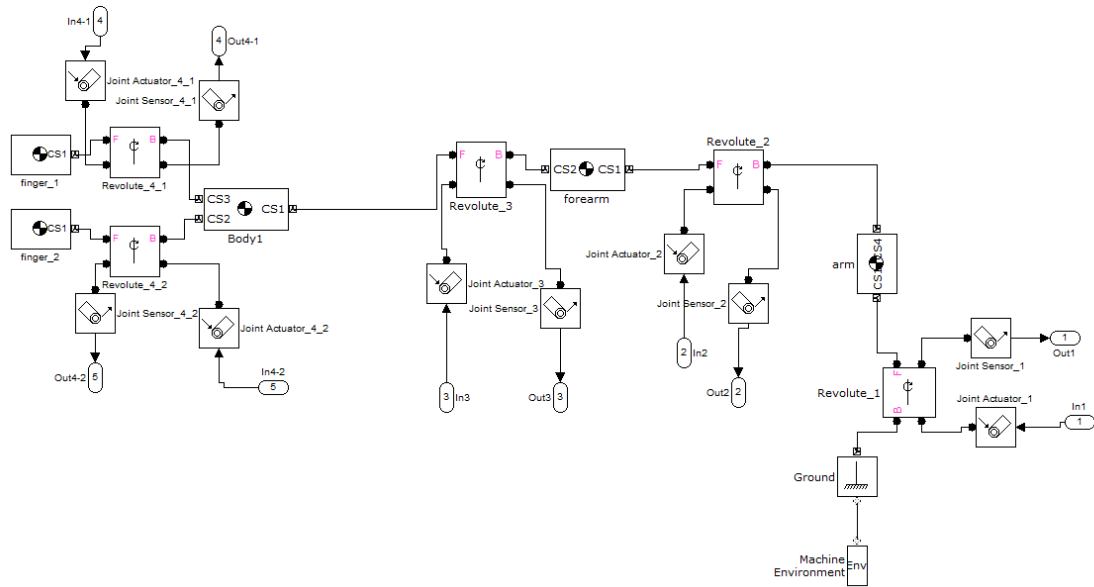 In4-1
4
4
Out4-1
Joint Actuator_4_1
Joint Sensor_4_1
CS1
finger_1
F
B
Revolute_4_1
CS3
CS2
CS1
Body1
CS1
finger_2
F
B
Revolute_4_2
Joint Sensor_4_2
Joint Actuator_4_2
Out4-2
5
In4-2
5
F
B
Revolute_3
CS2
CS1
forearm
Joint Actuator_3
Joint Sensor_3
3
In3
Out3
3
Revolute_2
F
B
Joint Actuator_2
Joint Sensor_2
2
In2
Out2
2
arm
CS4
Revolute_1
F
B
Joint Sensor_1
1
Out1
Joint Actuator_1
In1
1
Ground
Machine
Environment
Env